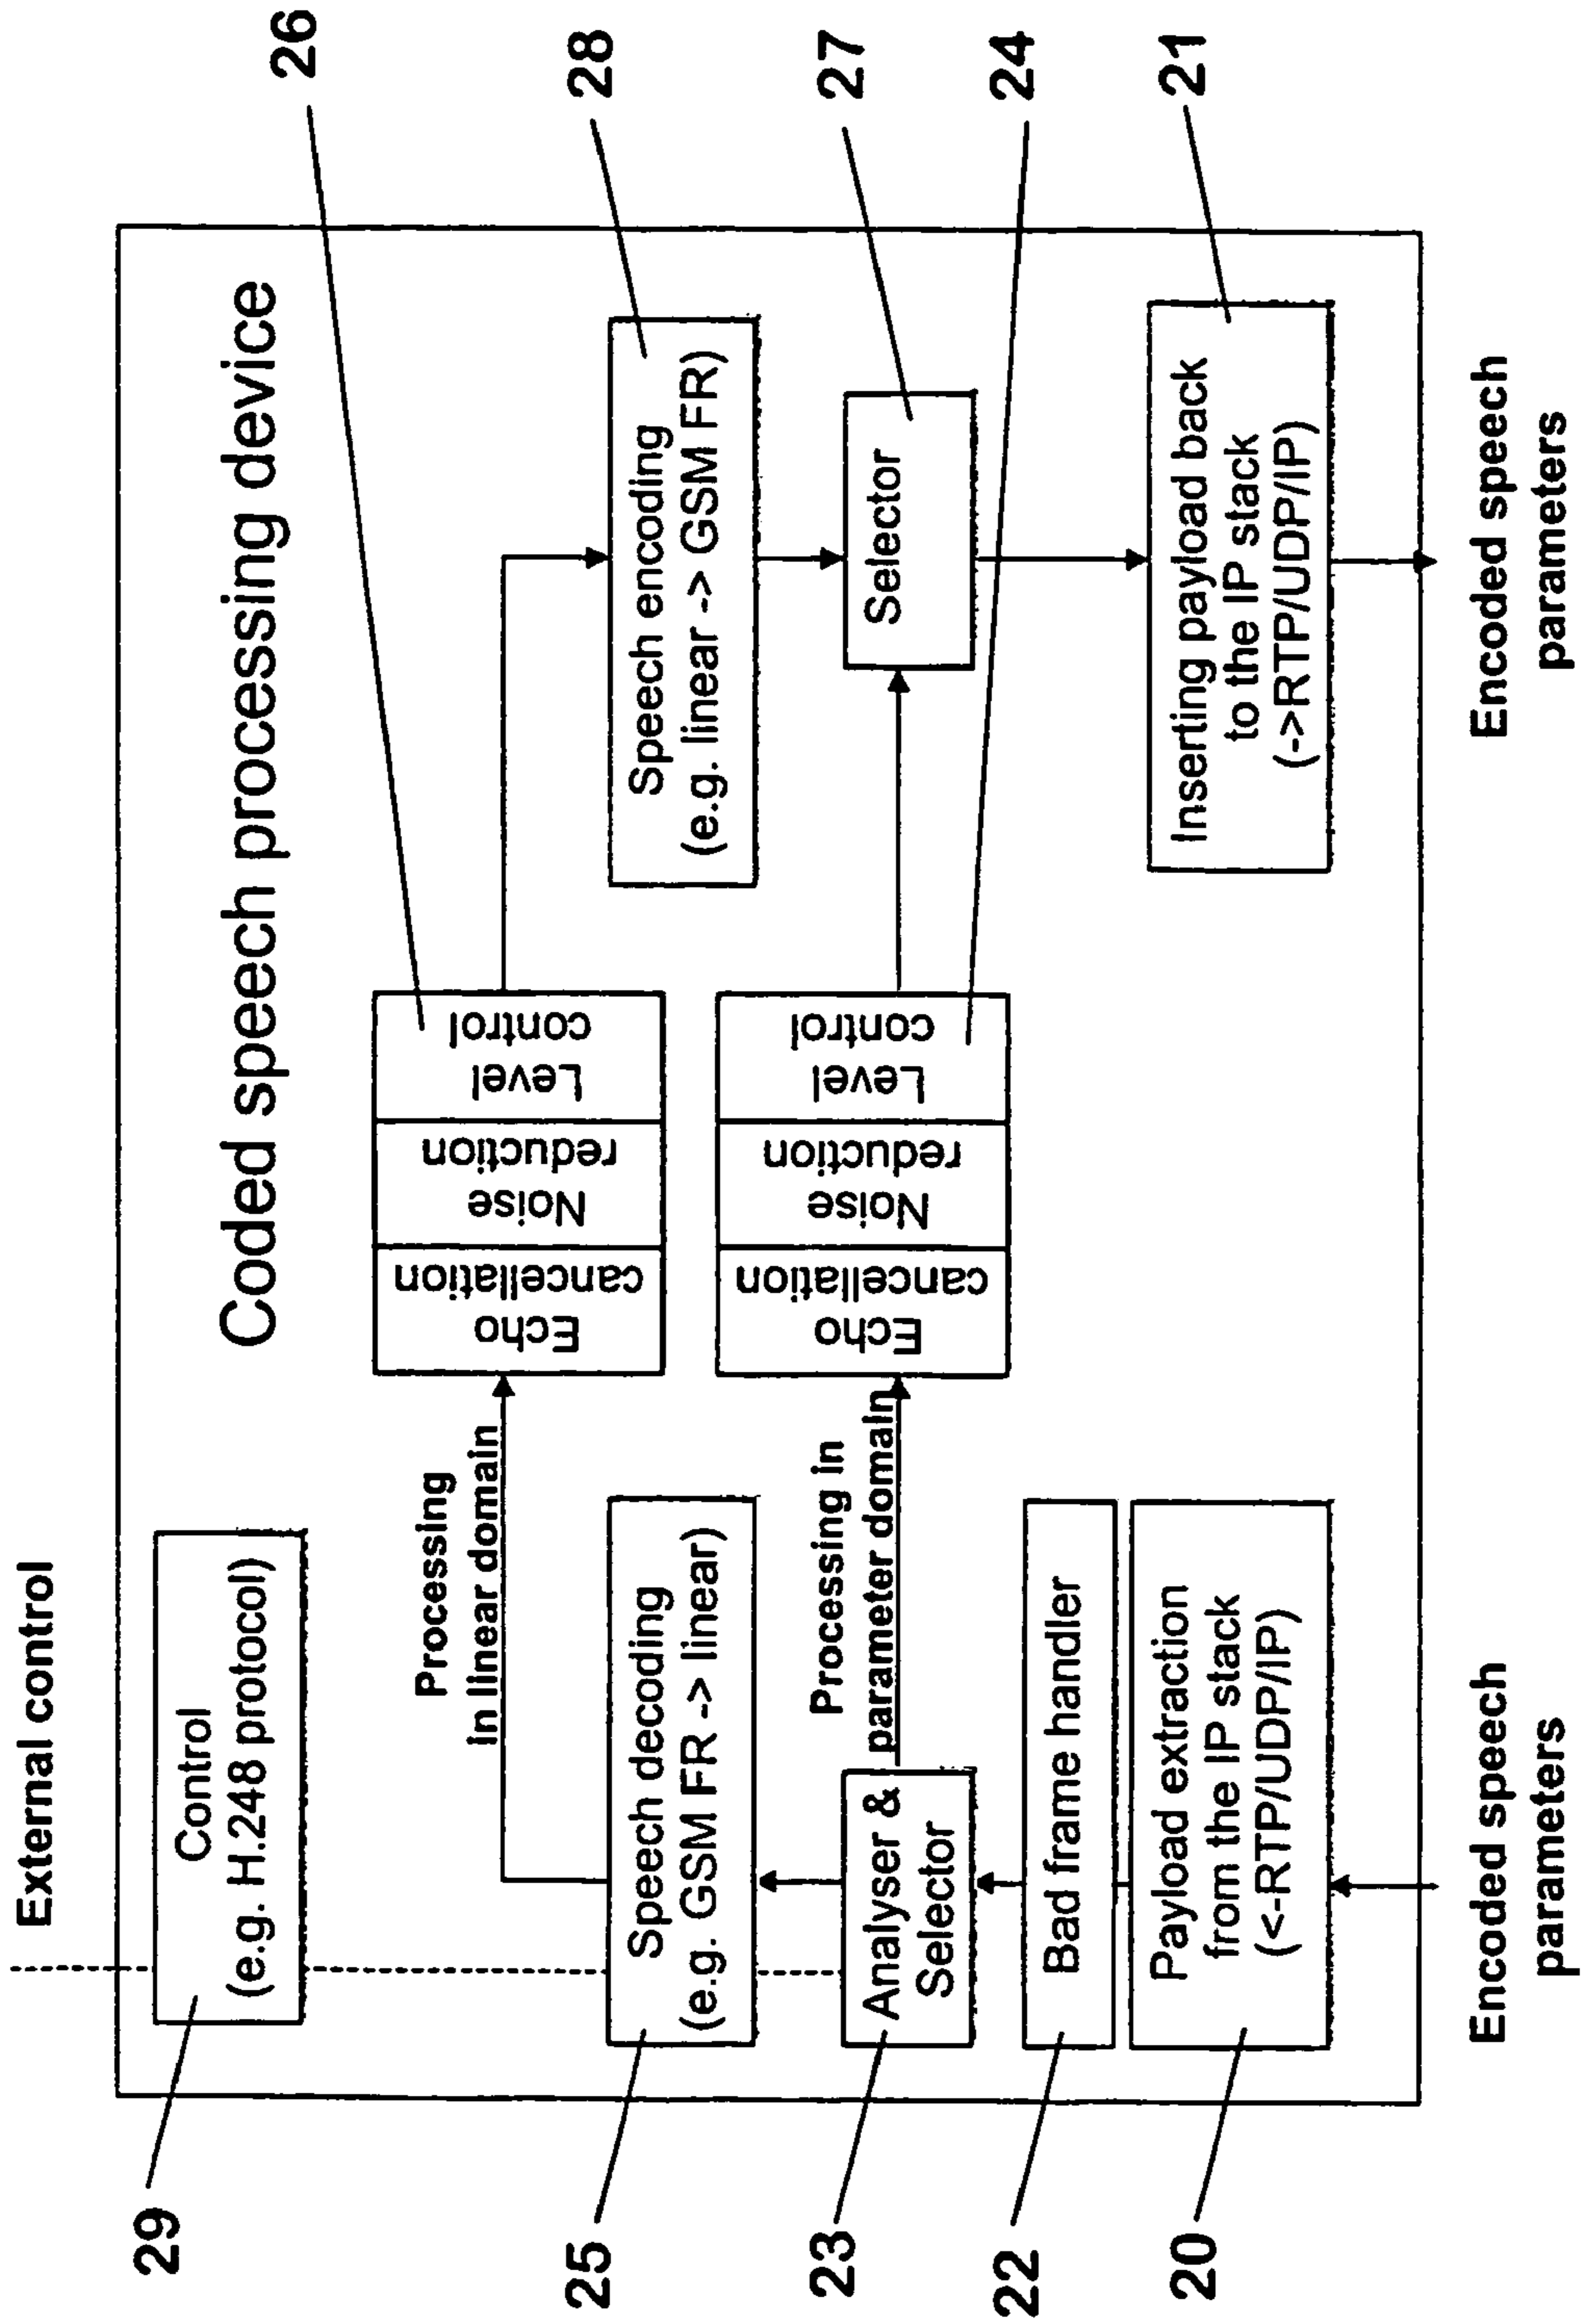 External control
29
Control
(e.g. H.248 protocol)
Coded speech processing device
26
Processing
in linear domain
Echo
cancellation
Noise
reduction
Level
control
25
Speech decoding
(e.g. GSM FR -> linear)
Speech encoding
(e.g. linear -> GSM FR)
28
23
Analyser &
Selector
Processing in
parameter domain
Echo
cancellation
Noise
reduction
Level
control
Selector
27
24
22
Bad frame handler
20
Payload extraction
from the IP stack
(<-RTP/UDP/IP)
Inserting payload back
to the IP stack
(->RTP/UDP/IP)
21
Encoded speech
parameters
Encoded speech
parameters